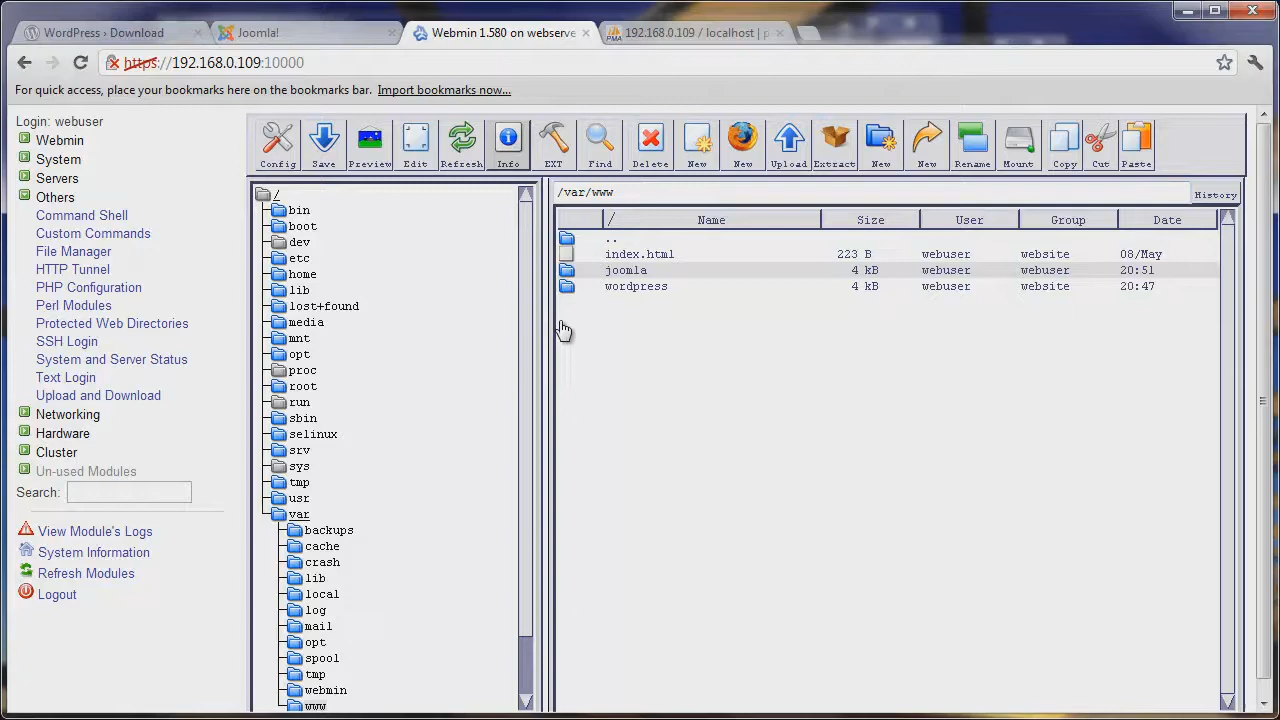 WordPress › Download
Joomla!
Webmin 1.580 on webserve
192.168.0.109 / localhost | p
https://192.168.0.109:10000
For quick access, place your bookmarks here on the bookmarks bar. Import bookmarks now...
Login: webuser
Webmin
System
Servers
Others
Command Shell
Custom Commands
File Manager
HTTP Tunnel
PHP Configuration
Perl Modules
Protected Web Directories
SSH Login
System and Server Status
Text Login
Upload and Download
Networking
Hardware
Cluster
Un-used Modules
Search:
View Module's Logs
System Information
Refresh Modules
Logout
Config Save Preview Edit Refresh Info EXT Find Delete New New Upload Extract New New Rename Mount Copy Cut Paste
/
bin
boot
dev
etc
home
lib
lost+found
media
mnt
opt
proc
root
run
sbin
selinux
srv
sys
tmp
usr
var
backups
cache
crash
lib
local
log
mail
opt
spool
tmp
webmin
www
/var/www
History
/ Name Size User Group Date
..
index.html 223 B webuser website 08/May
joomla 4 kB webuser webuser 20:51
wordpress 4 kB webuser website 20:47